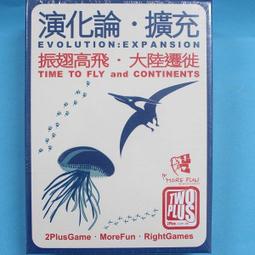 演化論・擴充
EVOLUTION:EXPANSION
振翅高飛・大陸遷徙
TIME TO FLY and CONTINENTS
MORE FUN!
TWO
PLUS
2PlusGame・MoreFun・RightGames